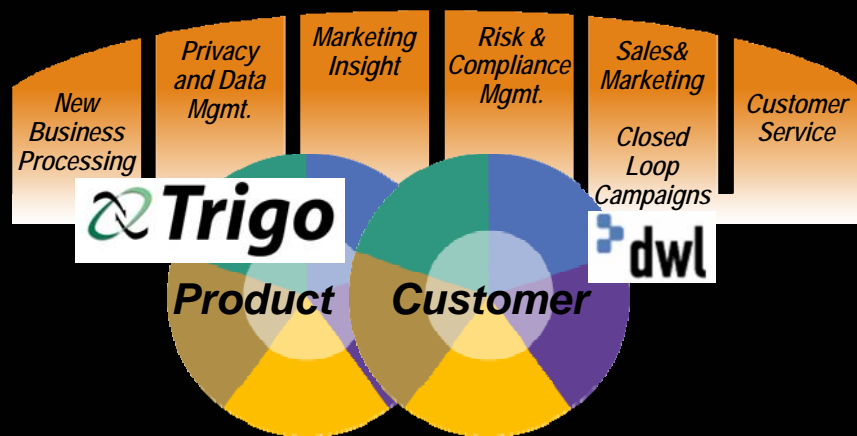 New
Business
Processing
Privacy
and Data
Mgmt.
Marketing
Insight
Risk &
Compliance
Mgmt.
Sales&
Marketing
Closed
Loop
Campaigns
Customer
Service
Trigo
dwl
Product
Customer